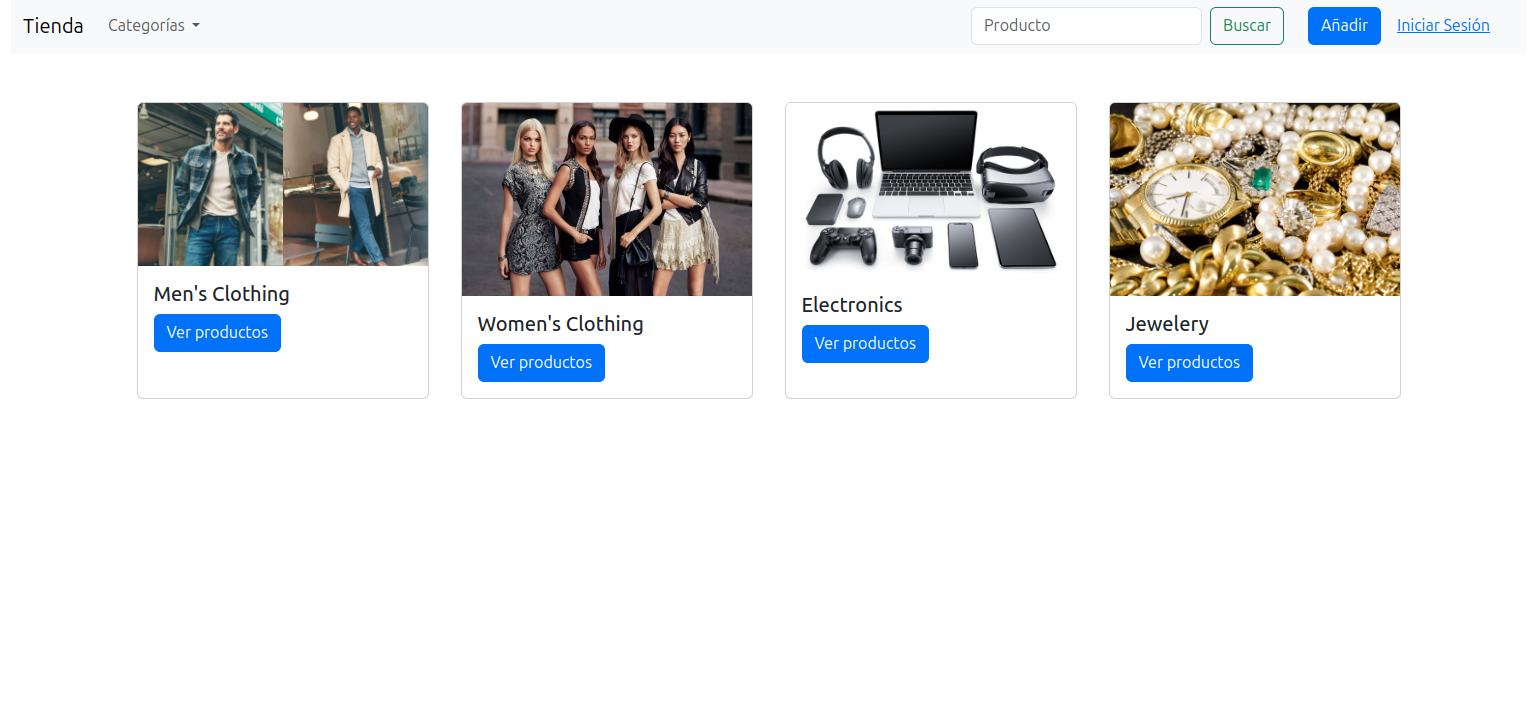 Tienda Categorías Producto Buscar Añadir Iniciar Sesión
Men's Clothing
Ver productos
Women's Clothing
Ver productos
Electronics
Ver productos
Jewelery
Ver productos